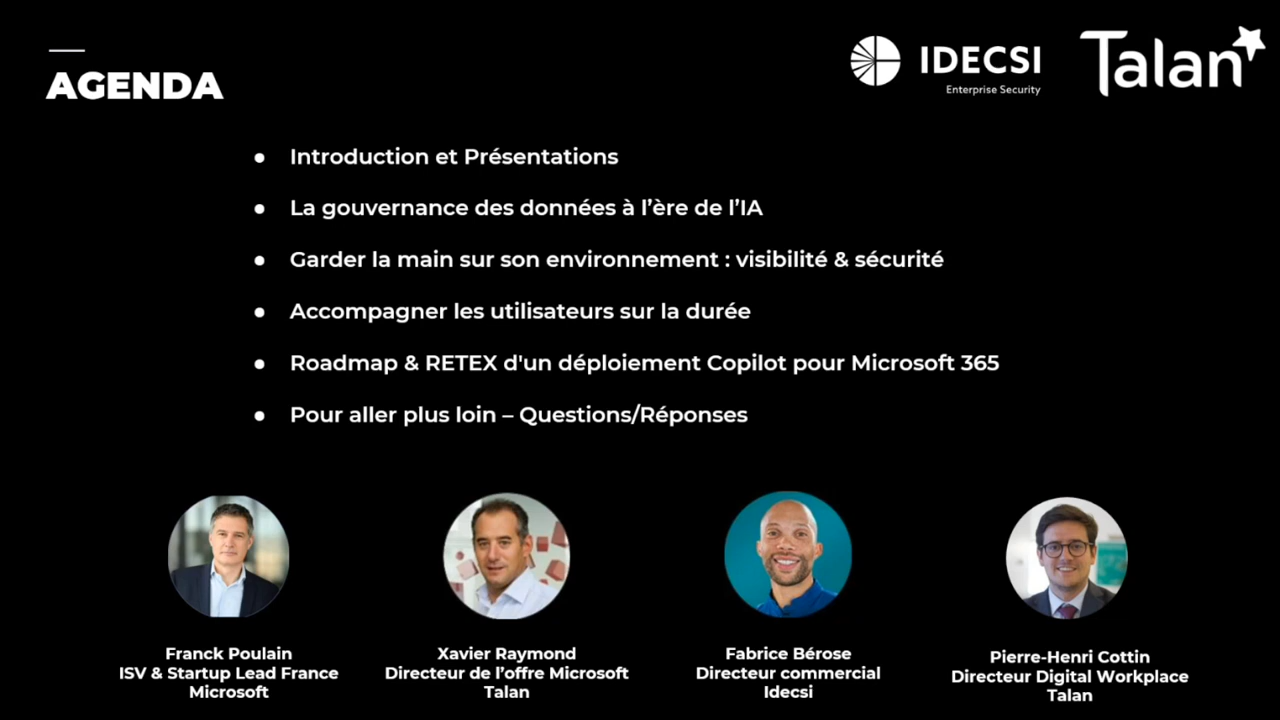 AGENDA
IDECSI
Enterprise Security
Talan
Introduction et Présentations
La gouvernance des données à l’ère de l’IA
Garder la main sur son environnement : visibilité & sécurité
Accompagner les utilisateurs sur la durée
Roadmap & RETEX d'un déploiement Copilot pour Microsoft 365
Pour aller plus loin – Questions/Réponses
Franck Poulain
ISV & Startup Lead France
Microsoft
Xavier Raymond
Directeur de l’offre Microsoft
Talan
Fabrice Bérose
Directeur commercial
Idecsi
Pierre-Henri Cottin
Directeur Digital Workplace
Talan